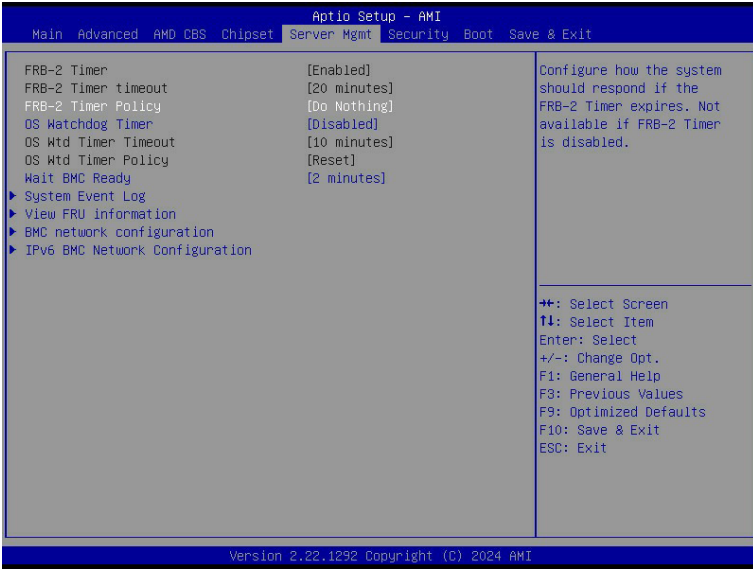 Aptio Setup – AMI
Main Advanced AMD CBS Chipset Server Mgmt Security Boot Save & Exit
FRB-2 Timer [Enabled]
FRB-2 Timer timeout [20 minutes]
FRB-2 Timer Policy [Do Nothing]
OS Watchdog Timer [Disabled]
OS Wtd Timer Timeout [10 minutes]
OS Wtd Timer Policy [Reset]
Wait BMC Ready [2 minutes]
System Event Log
View FRU information
BMC network configuration
IPv6 BMC Network Configuration
Configure how the system
should respond if the
FRB-2 Timer expires. Not
available if FRB-2 Timer
is disabled.
→←: Select Screen
↑↓: Select Item
Enter: Select
+/-: Change Opt.
F1: General Help
F3: Previous Values
F9: Optimized Defaults
F10: Save & Exit
ESC: Exit
Version 2.22.1292 Copyright (C) 2024 AMI